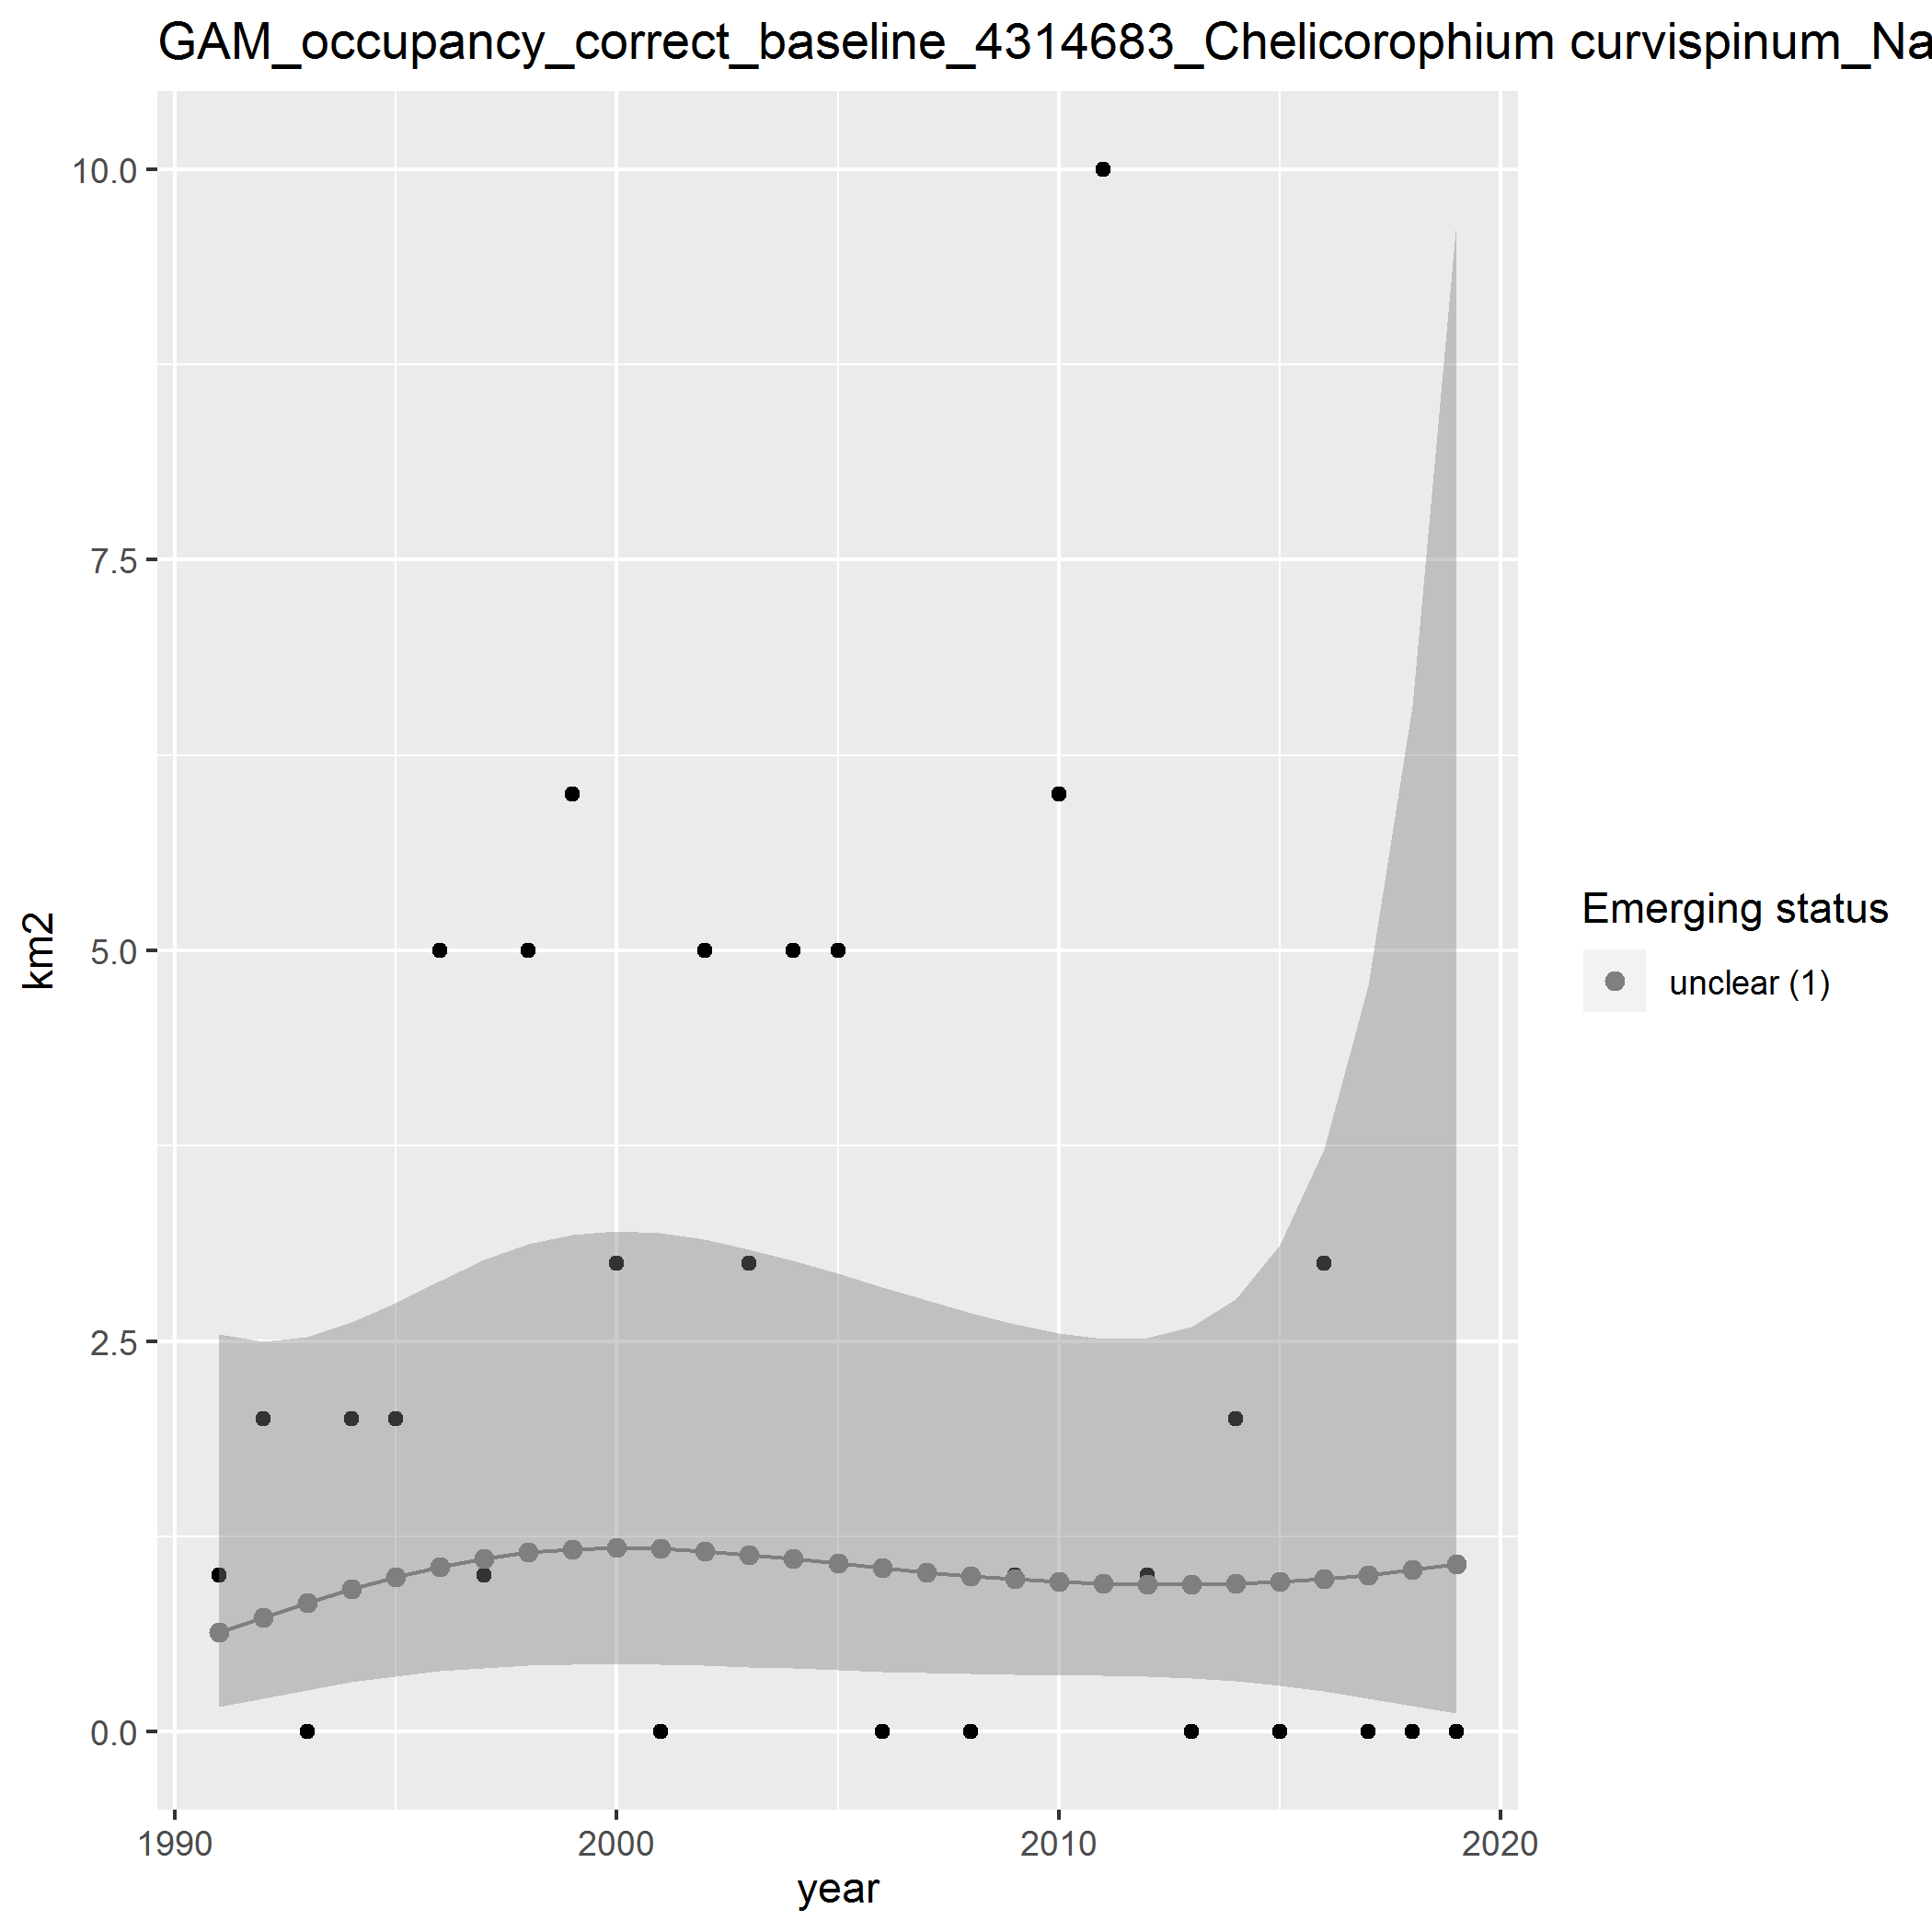 GAM_occupancy_correct_baseline_4314683_Chelicorophium curvispinum_Na
10.0
7.5
5.0
2.5
0.0
km2
1990 2000 2010 2020
year
Emerging status
unclear (1)